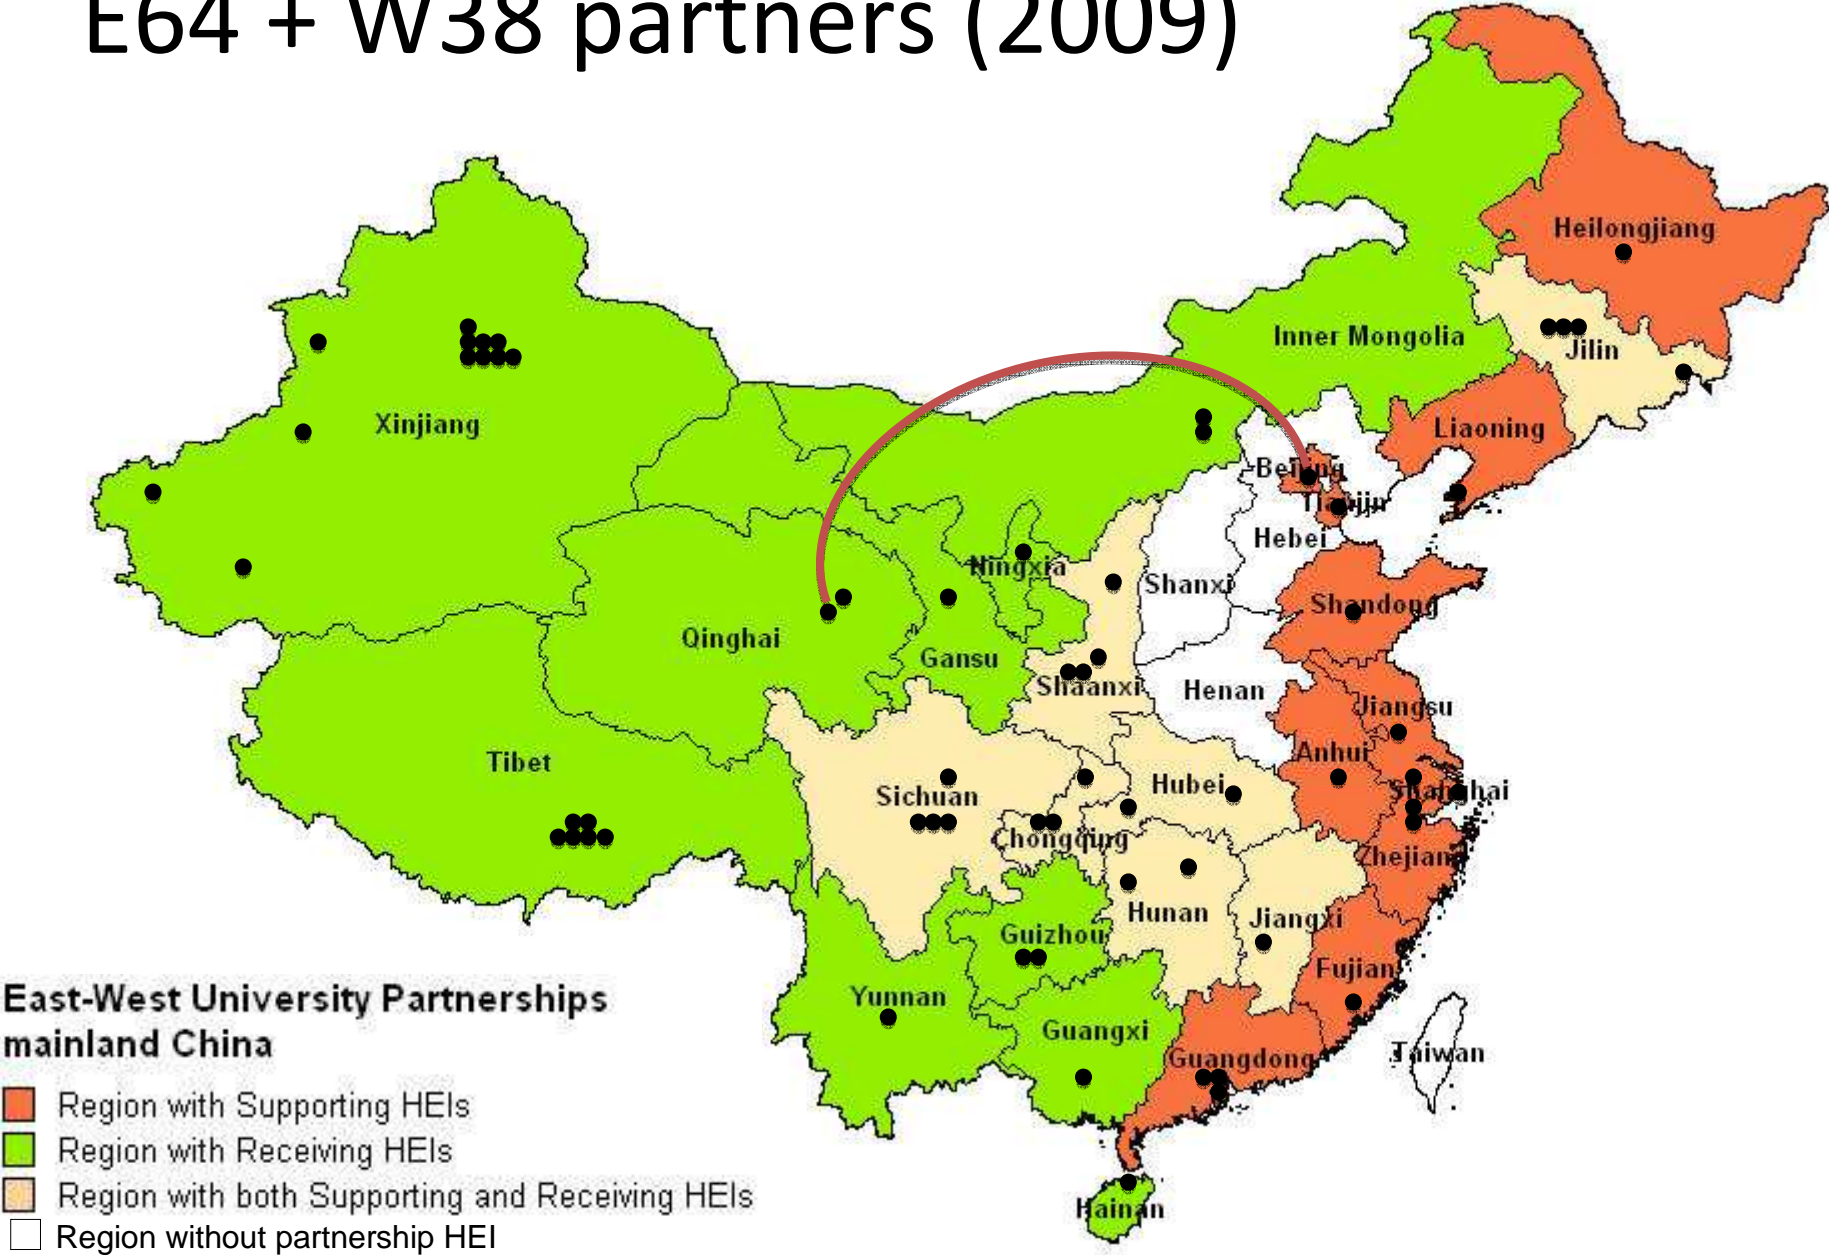 E64 + W38 partners (2009)
Heilongjiang
Inner Mongolia
Jilin
Xinjiang
Liaoning
Beijing
Tianjin
Hebei
Ningxia
Shanxi
Shandong
Qinghai
Gansu
Shaanxi
Henan
Jiangsu
Anhui
Tibet
Hubei
Sichuan
Shanghai
Chongqing
Zhejiang
Hunan
Jiangxi
Guizhou
Fujian
Yunnan
Guangxi
Taiwan
Guangdong
Hainan
East-West University Partnerships
mainland China
Region with Supporting HEIs
Region with Receiving HEIs
Region with both Supporting and Receiving HEIs
Region without partnership HEI